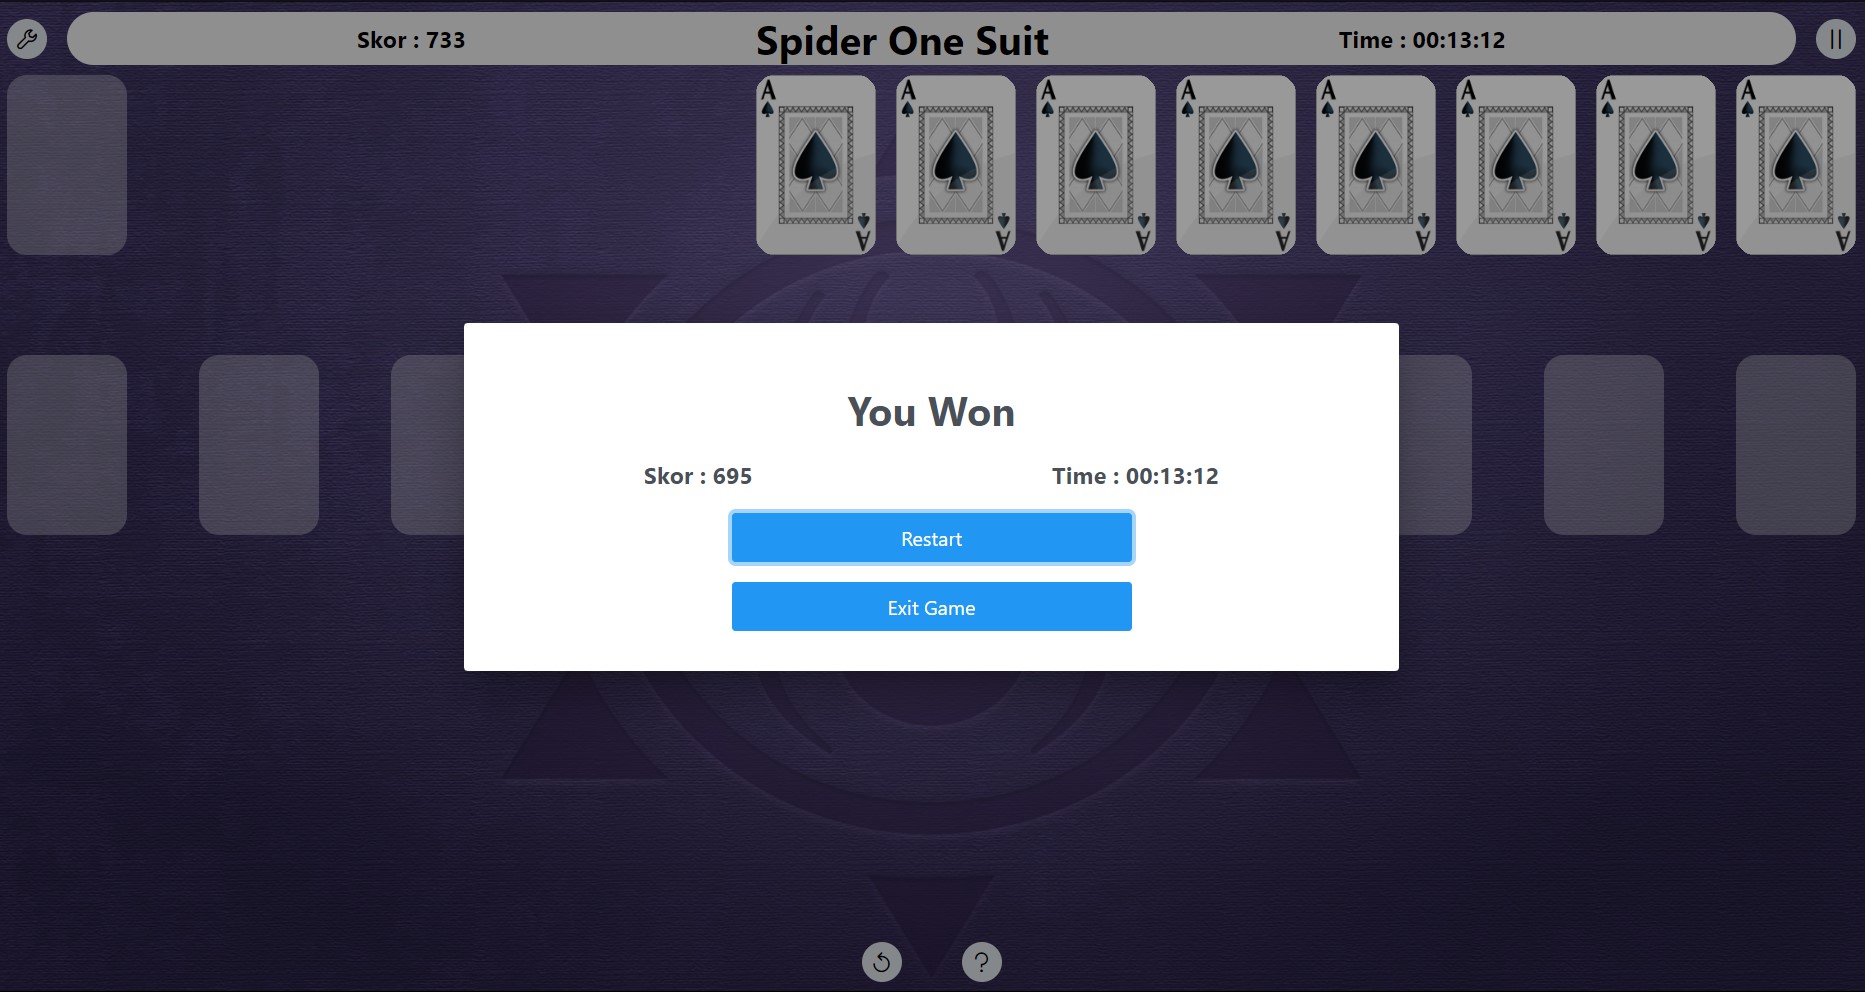 Skor : 733
Spider One Suit
Time : 00:13:12
A A A A A A A A
A A A A A A A A
You Won
Skor : 695
Time : 00:13:12
Restart
Exit Game
?